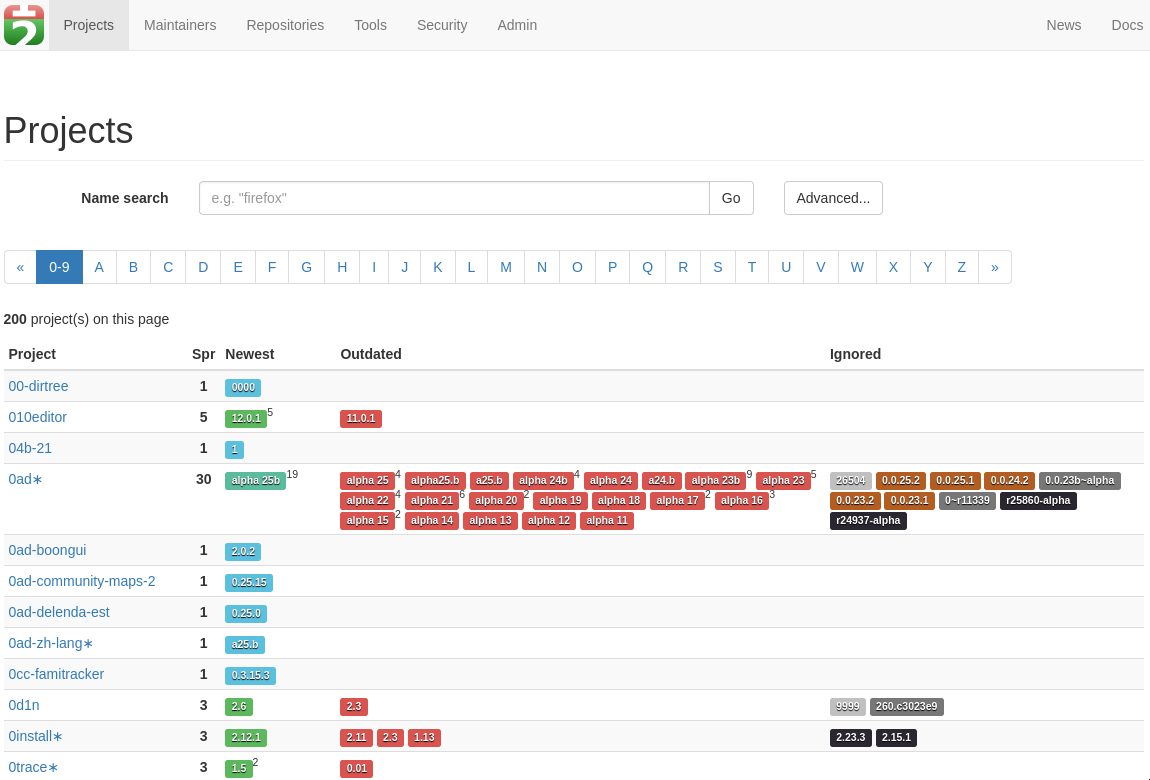 Projects Maintainers Repositories Tools Security Admin News Docs
Projects
Name search e.g. "firefox" Go Advanced...
« 0-9 A B C D E F G H I J K L M N O P Q R S T U V W X Y Z »
200 project(s) on this page
Project Spr Newest Outdated Ignored
00-dirtree 1 0000
010editor 5 12.0.1 5 11.0.1
04b-21 1 1
0ad∗ 30 alpha 25b 19 alpha 25 4 alpha25.b a25.b alpha 24b 4 alpha 24 a24.b alpha 23b 9 alpha 23 5 26504 0.0.25.2 0.0.25.1 0.0.24.2 0.0.23b~alpha
alpha 22 4 alpha 21 6 alpha 20 2 alpha 19 alpha 18 alpha 17 2 alpha 16 3 0.0.23.2 0.0.23.1 0~r11339 r25860-alpha
alpha 15 2 alpha 14 alpha 13 alpha 12 alpha 11 r24937-alpha
0ad-boongui 1 2.0.2
0ad-community-maps-2 1 0.25.15
0ad-delenda-est 1 0.25.0
0ad-zh-lang∗ 1 a25.b
0cc-famitracker 1 0.3.15.3
0d1n 3 2.6 2.3 9999 260.c3023e9
0install∗ 3 2.12.1 2.11 2.3 1.13 2.23.3 2.15.1
0trace∗ 3 1.5 2 0.01